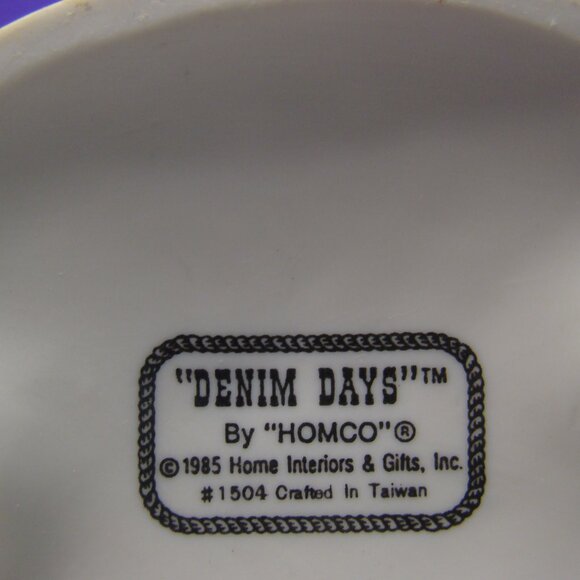 "DENIM DAYS"™
By "HOMCO"®
©1985 Home Interiors & Gifts, Inc.
#1504 Crafted In Taiwan